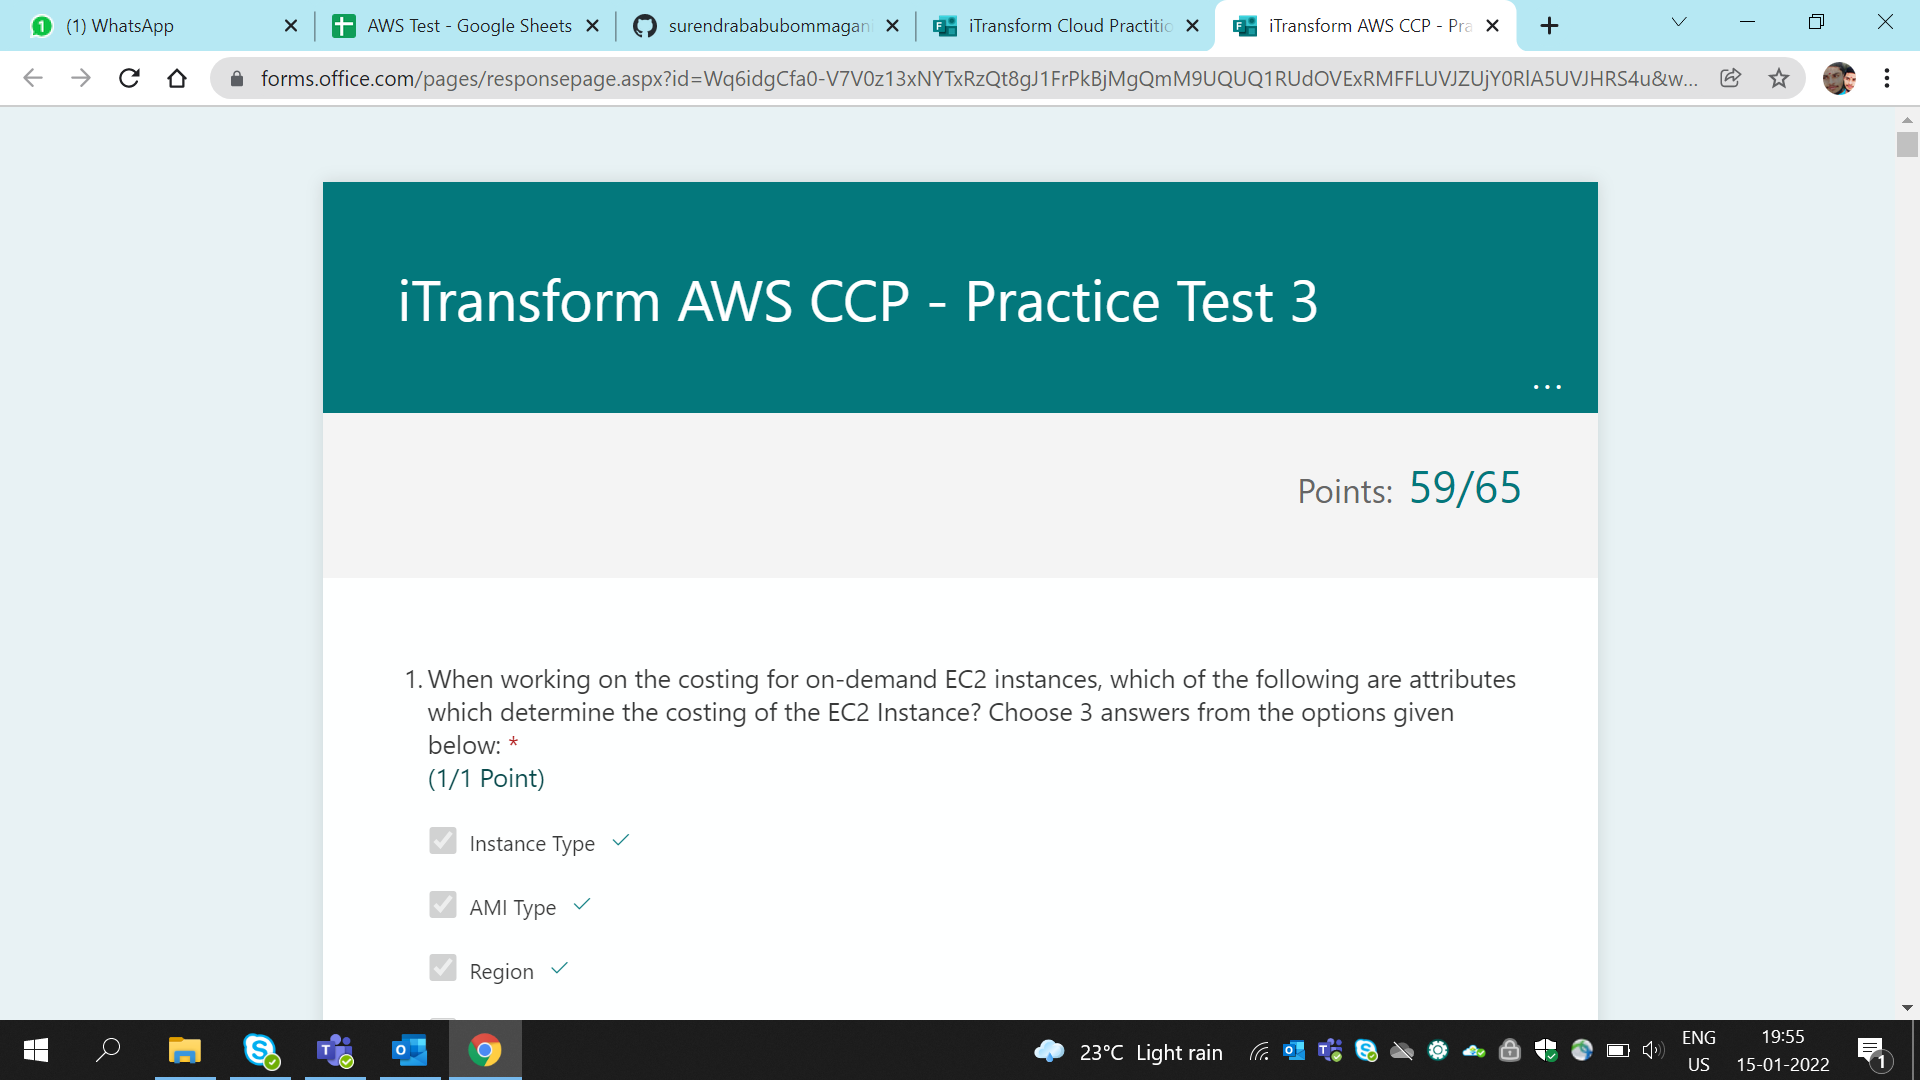 (1) WhatsApp
AWS Test - Google Sheets
surendrababubommagani
iTransform Cloud Practitio
iTransform AWS CCP - Pra
forms.office.com/pages/responsepage.aspx?id=Wq6idgCfa0-V7V0z13xNYTxRzQt8gJ1FrPkBjMgQmM9UQUQ1RUdOVExRMFFLUVJZUjY0RlA5UVJHRS4u&w...
iTransform AWS CCP - Practice Test 3
...
Points: 59/65
1. When working on the costing for on-demand EC2 instances, which of the following are attributes
which determine the costing of the EC2 Instance? Choose 3 answers from the options given
below: *
(1/1 Point)
Instance Type
AMI Type
Region
23°C Light rain
ENG
US
19:55
15-01-2022
1